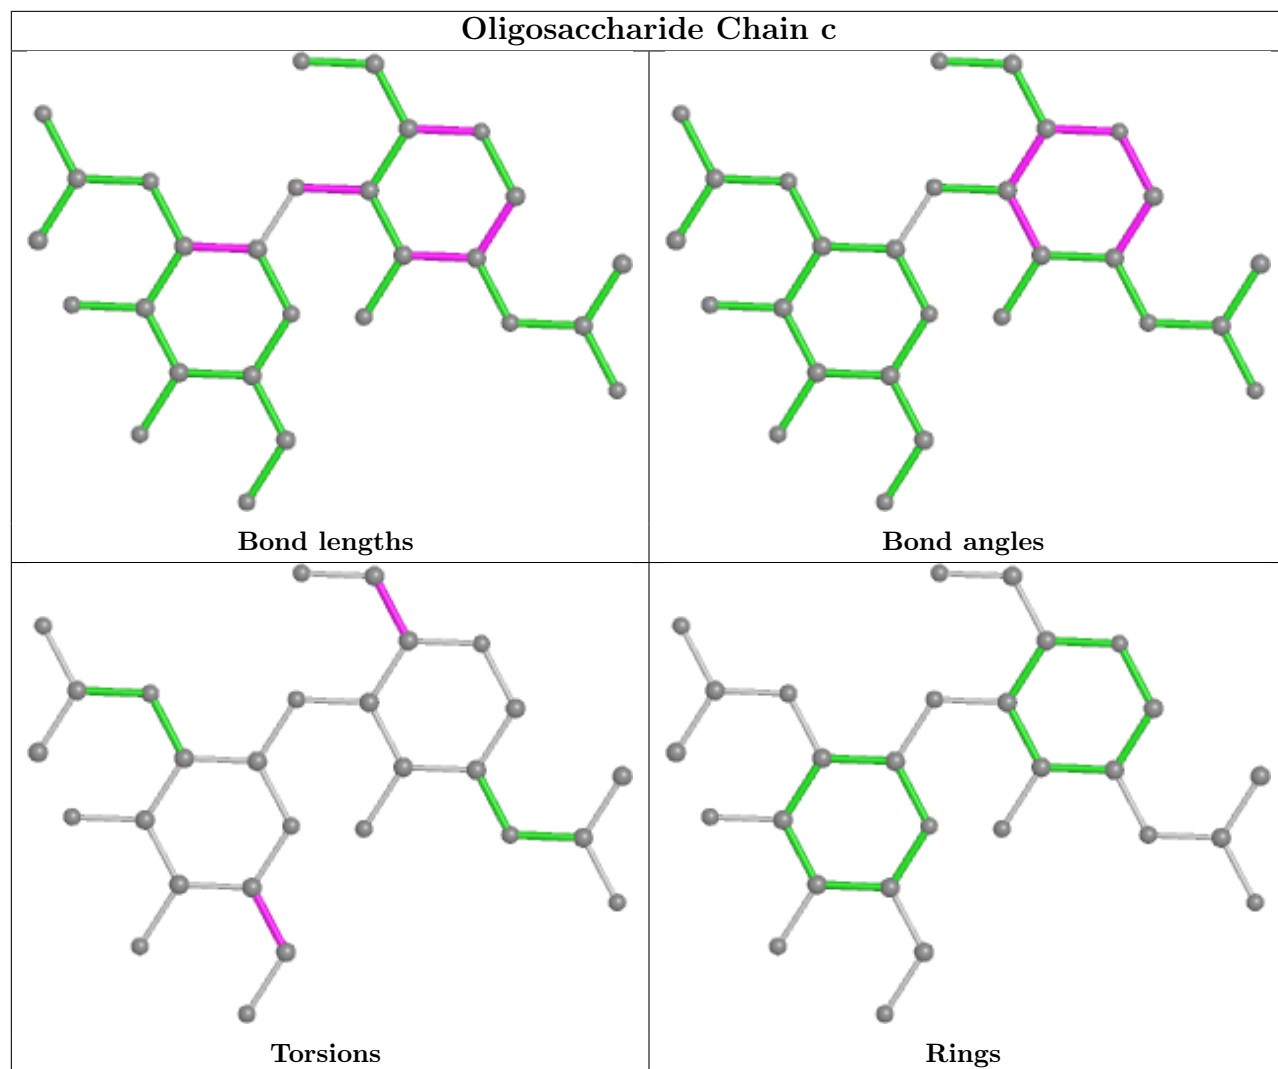 Oligosaccharide Chain c
Bond lengths
Bond angles
Torsions
Rings